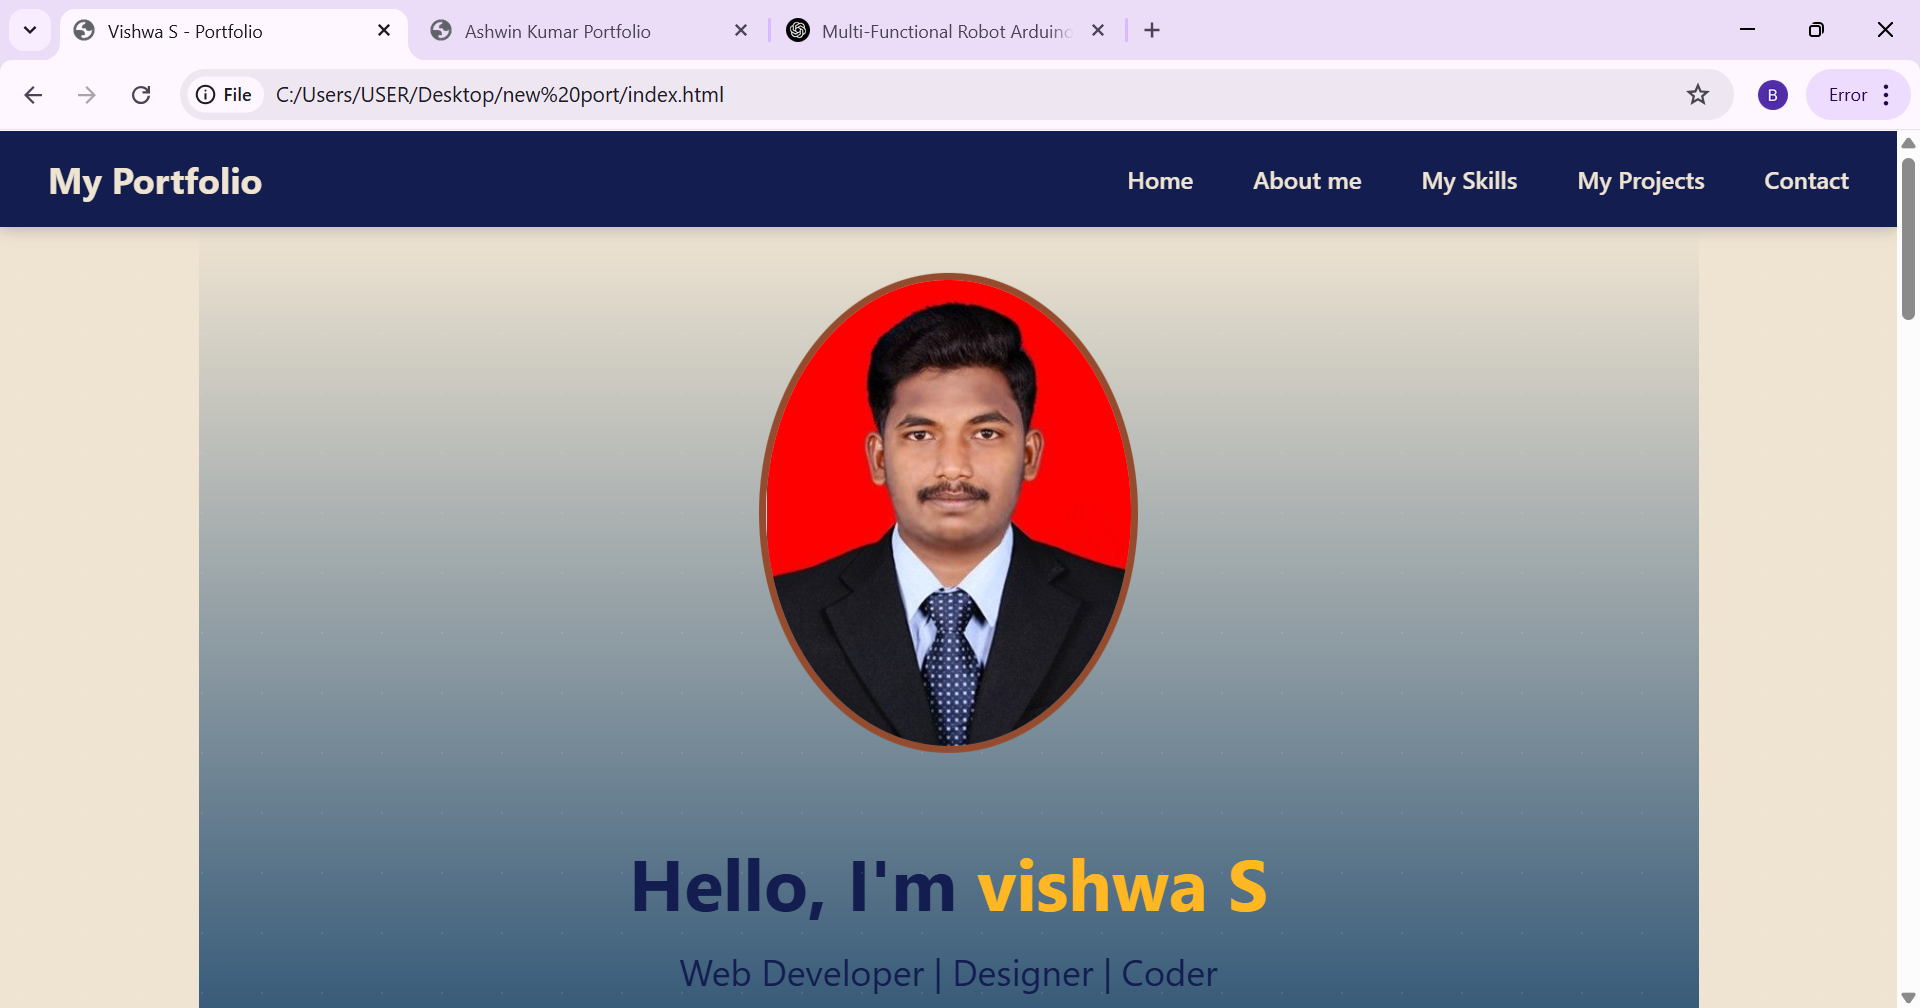 Vishwa S - Portfolio
Ashwin Kumar Portfolio
Multi-Functional Robot Arduino
File
C:/Users/USER/Desktop/new%20port/index.html
B
Error
My Portfolio
Home
About me
My Skills
My Projects
Contact
Hello, I'm vishwa S
Web Developer | Designer | Coder